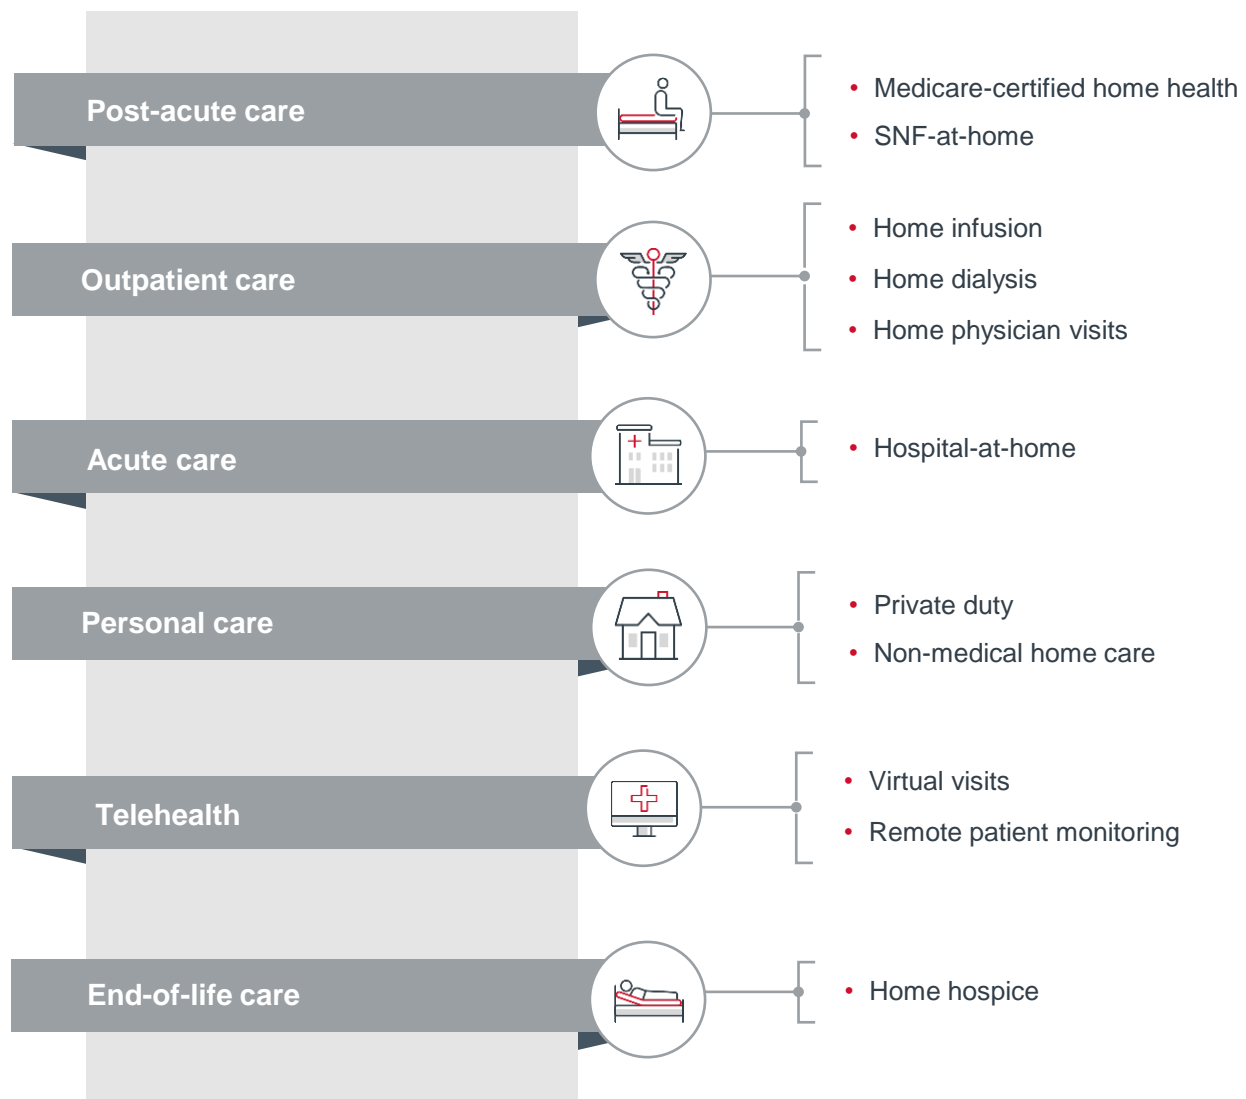 Post-acute care
• Medicare-certified home health
• SNF-at-home
Outpatient care
• Home infusion
• Home dialysis
• Home physician visits
Acute care
• Hospital-at-home
Personal care
• Private duty
• Non-medical home care
Telehealth
• Virtual visits
• Remote patient monitoring
End-of-life care
• Home hospice